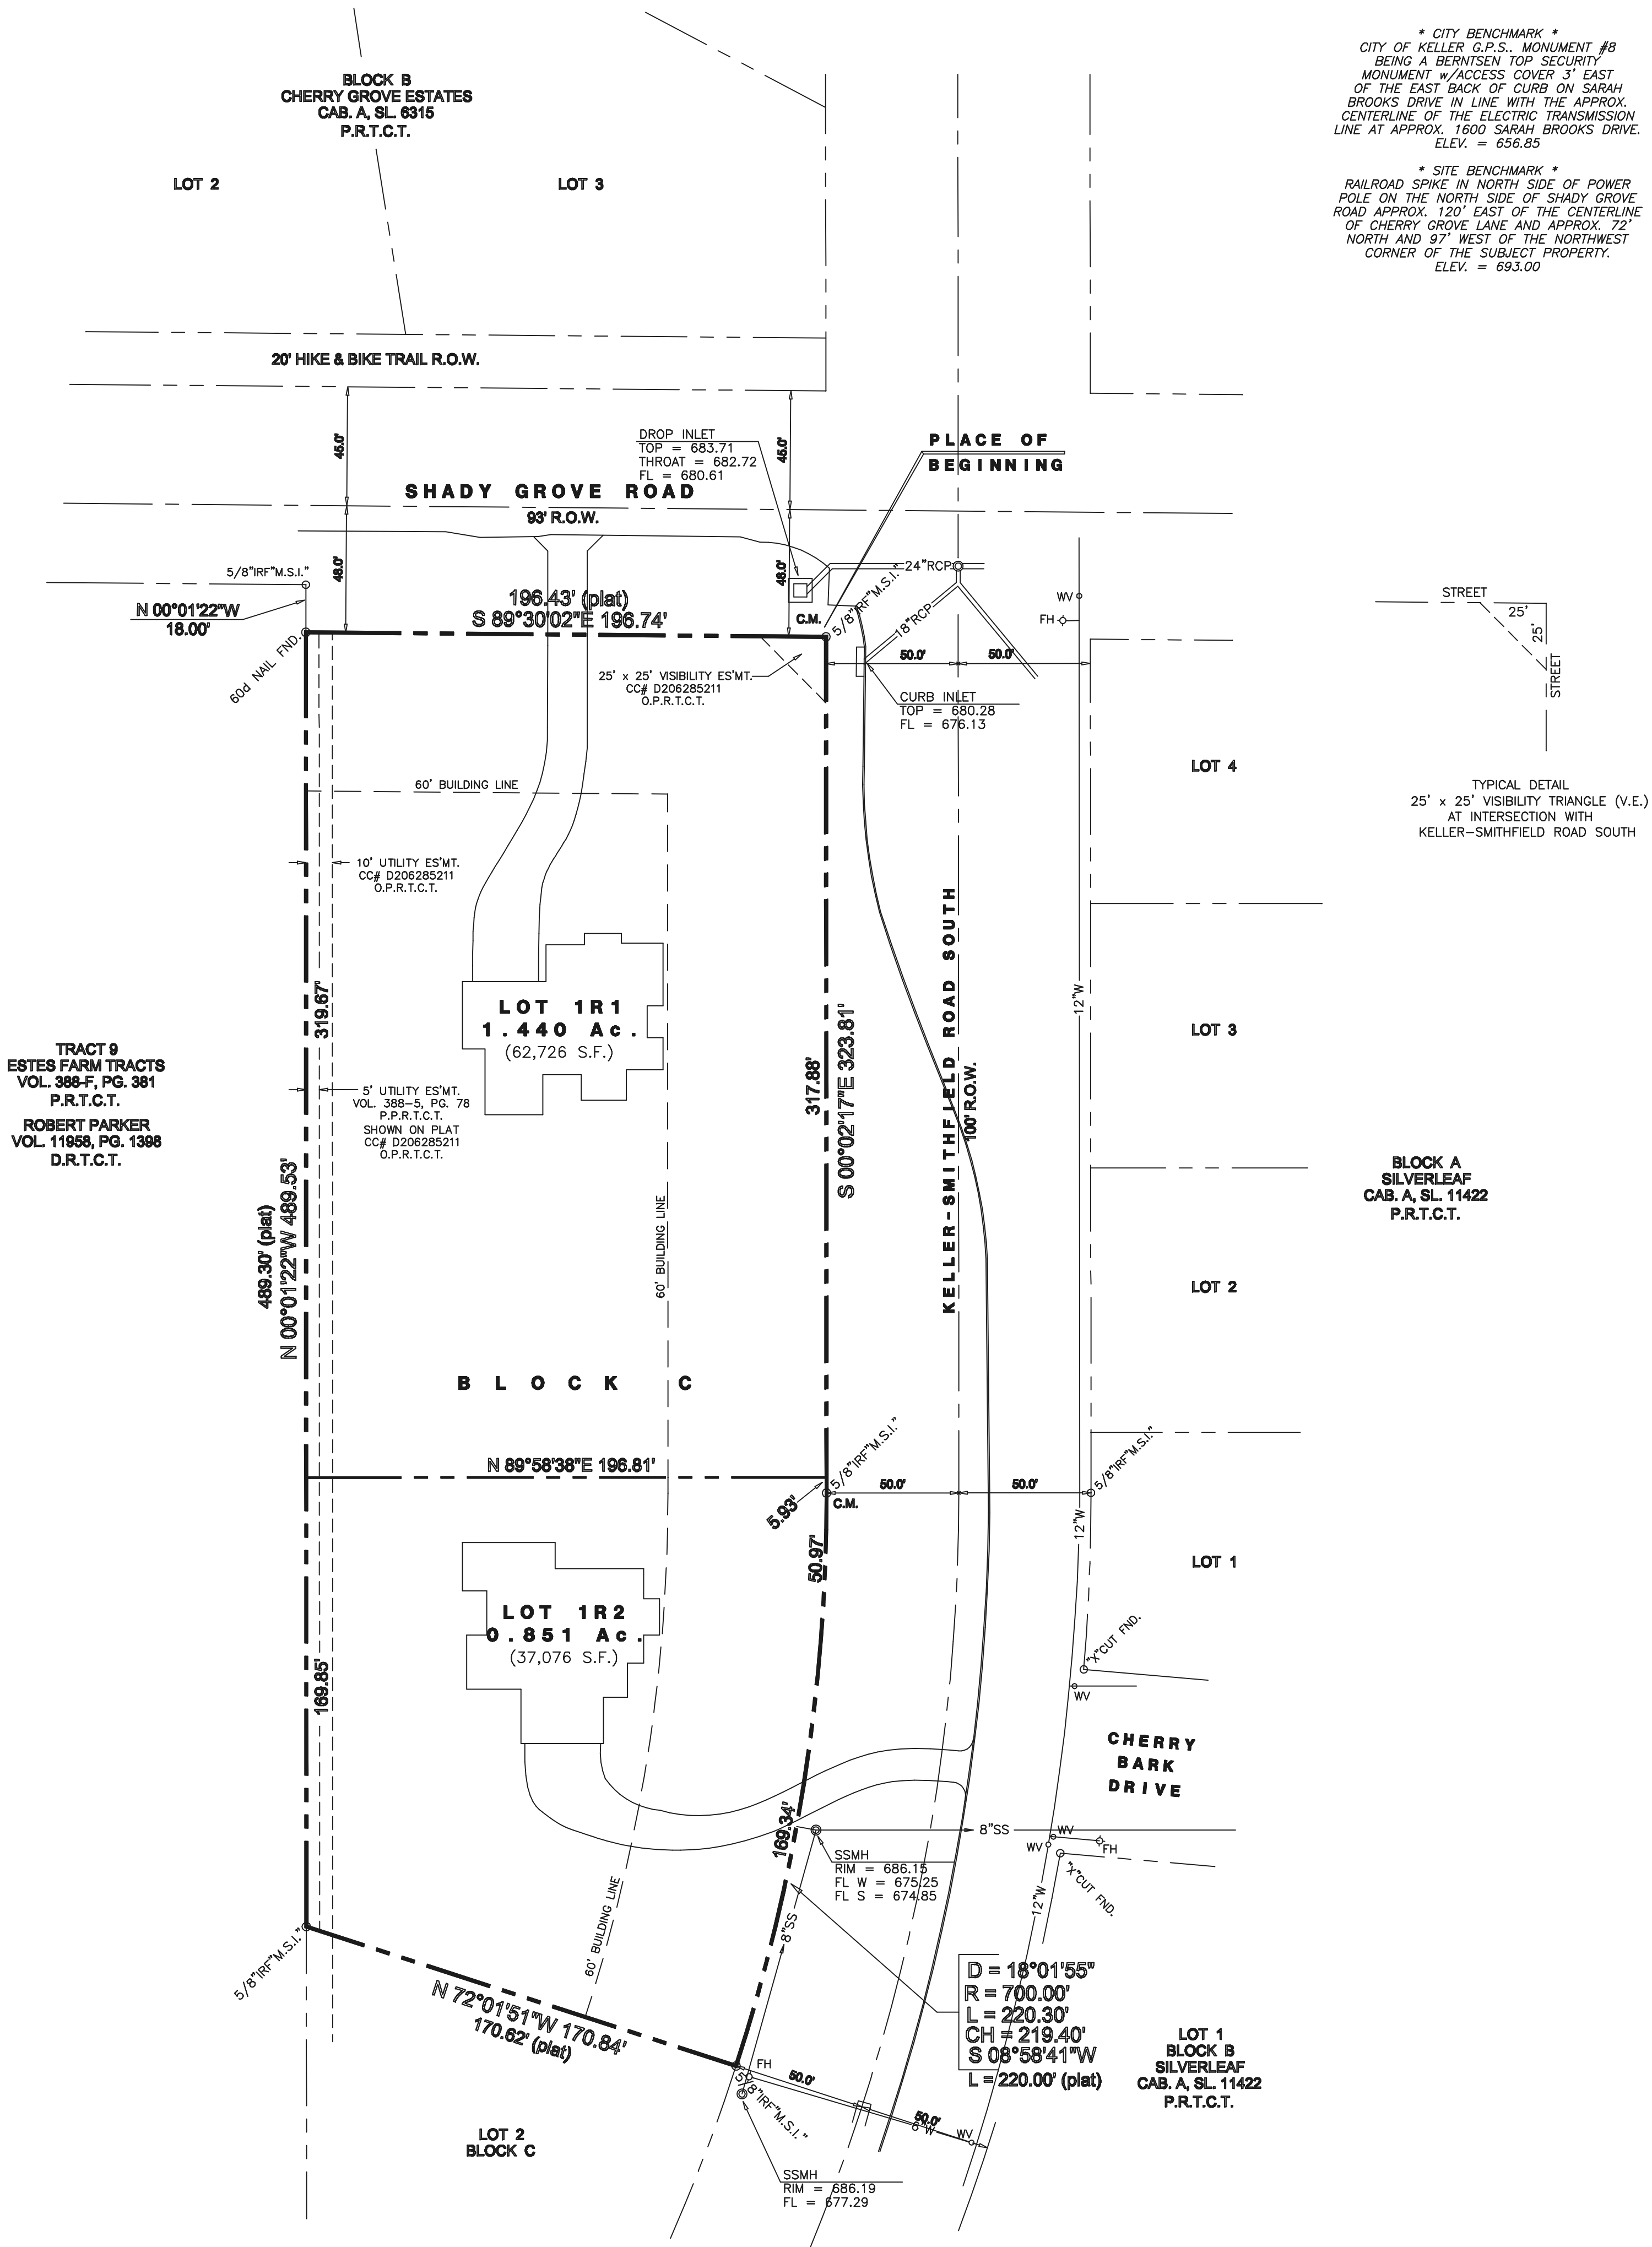 * CITY BENCHMARK *
CITY OF KELLER G.P.S.. MONUMENT #8
BEING A BERNTSEN TOP SECURITY
MONUMENT w/ACCESS COVER 3' EAST
OF THE EAST BACK OF CURB ON SARAH
BROOKS DRIVE IN LINE WITH THE APPROX.
CENTERLINE OF THE ELECTRIC TRANSMISSION
LINE AT APPROX. 1600 SARAH BROOKS DRIVE.
ELEV. = 656.85
* SITE BENCHMARK *
RAILROAD SPIKE IN NORTH SIDE OF POWER
POLE ON THE NORTH SIDE OF SHADY GROVE
ROAD APPROX. 120' EAST OF THE CENTERLINE
OF CHERRY GROVE LANE AND APPROX. 72'
NORTH AND 97' WEST OF THE NORTHWEST
CORNER OF THE SUBJECT PROPERTY.
ELEV. = 693.00
BLOCK B
CHERRY GROVE ESTATES
CAB. A, SL. 6315
P.R.T.C.T.
LOT 2
LOT 3
20' HIKE & BIKE TRAIL R.O.W.
45.0'
45.0'
DROP INLET
TOP = 683.71
THROAT = 682.72
FL = 680.61
PLACE OF
BEGINNING
SHADY GROVE ROAD
93' R.O.W.
48.0'
48.0'
5/8"IRF"M.S.I."
N 00°01'22"W
18.00'
60d NAIL FND.
196.43' (plat)
S 89°30'02"E 196.74'
C.M.
5/8"IRF"M.S.I."
24"RCP
18"RCP
WV
FH
50.0'
50.0'
25' x 25' VISIBILITY ES'MT.
CC# D206285211
O.P.R.T.C.T.
CURB INLET
TOP = 680.28
FL = 676.13
STREET
25'
25'
STREET
TYPICAL DETAIL
25' x 25' VISIBILITY TRIANGLE (V.E.)
AT INTERSECTION WITH
KELLER-SMITHFIELD ROAD SOUTH
LOT 4
60' BUILDING LINE
10' UTILITY ES'MT.
CC# D206285211
O.P.R.T.C.T.
319.67'
LOT 1R1
1.440 Ac.
(62,726 S.F.)
5' UTILITY ES'MT.
VOL. 388-5, PG. 78
P.P.R.T.C.T.
SHOWN ON PLAT
CC# D206285211
O.P.R.T.C.T.
317.88'
S 00°02'17"E 323.81'
KELLER-SMITHFIELD ROAD SOUTH
100' R.O.W.
12"W
LOT 3
TRACT 9
ESTES FARM TRACTS
VOL. 388-F, PG. 381
P.R.T.C.T.
ROBERT PARKER
VOL. 11958, PG. 1398
D.R.T.C.T.
BLOCK A
SILVERLEAF
CAB. A, SL. 11422
P.R.T.C.T.
489.30' (plat)
N 00°01'22"W 489.53'
60' BUILDING LINE
LOT 2
BLOCK C
N 89°58'38"E 196.81'
5.93'
5/8"IRF"M.S.I."
C.M.
50.0'
50.0'
5/8"IRF"M.S.I."
12"W
50.97'
LOT 1
LOT 1R2
0.851 Ac.
(37,076 S.F.)
169.85'
"X"CUT FND.
WV
CHERRY
BARK
DRIVE
169.34'
8"SS
WV
WV
FH
SSMH
RIM = 686.15
FL W = 675.25
FL S = 674.85
"X"CUT FND.
12"W
8"SS
60' BUILDING LINE
5/8"IRF"M.S.I."
N 72°01'51"W 170.84'
170.62' (plat)
D = 18°01'55"
R = 700.00'
L = 220.30'
CH = 219.40'
S 08°58'41"W
L = 220.00' (plat)
LOT 1
BLOCK B
SILVERLEAF
CAB. A, SL. 11422
P.R.T.C.T.
FH
50.0'
5/8"IRF"M.S.I."
50.0'
6"W
WV
LOT 2
BLOCK C
SSMH
RIM = 686.19
FL = 677.29